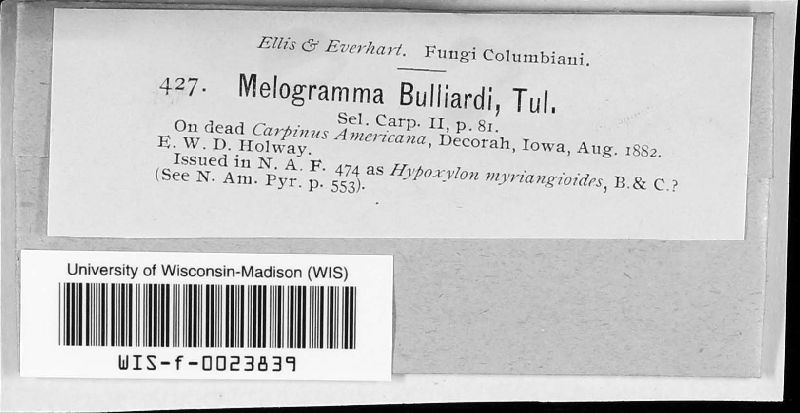 Ellis & Everhart. Fungi Columbiani.
427. Melogramma Bulliardi, Tul.
Sel. Carp. II, p. 81.
On dead Carpinus Americana, Decorah, Iowa, Aug. 1882.
E. W. D. Holway.
Issued in N. A. F. 474 as Hypoxylon myriangioides, B. & C.?
(See N. Am. Pyr. p. 553).
University of Wisconsin-Madison (WIS)
WIS-f-0023839